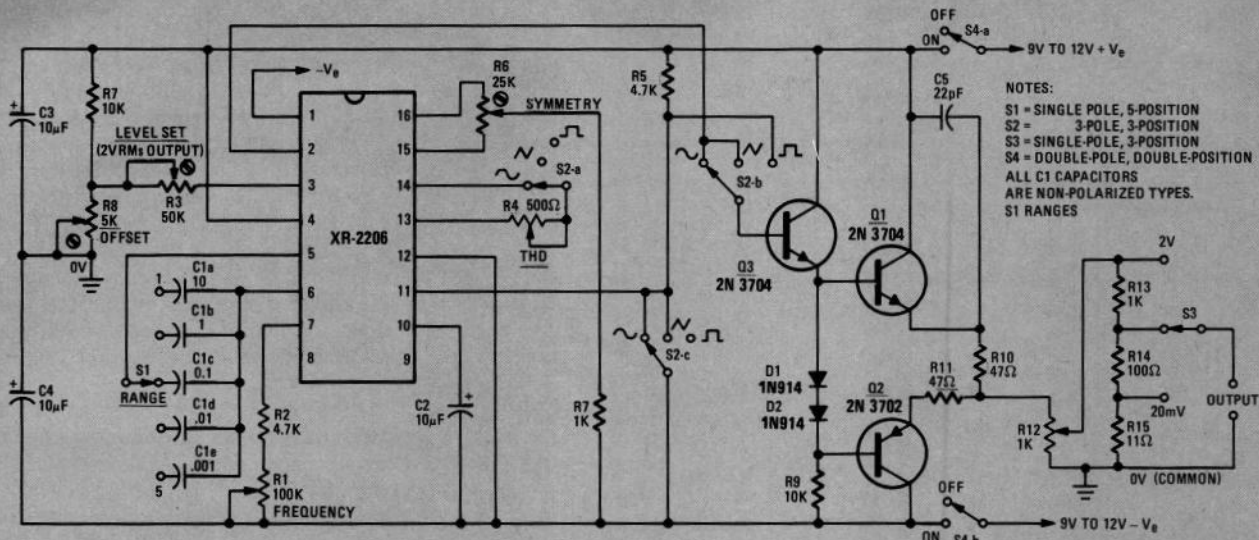 OFF
S4-a
ON
9V TO 12V + Ve
C3
10µF
R7
10K
LEVEL SET
(2VRMs OUTPUT)
R8
5K
OFFSET
0V
R3
50K
C4
10µF
–Ve
1
2
3
4
5
6
7
8
XR-2206
16
15
14
13
12
11
10
9
R6
25K
SYMMETRY
S2-a
R4 500Ω
THD
R5
4.7K
S2-b
S2-c
1
C1a
10
C1b
1
C1c
0.1
C1d
.01
C1e
.001
5
S1
RANGE
R2
4.7K
R1
100K
FREQUENCY
C2
10µF
R7
1K
Q3
2N 3704
Q1
2N 3704
C5
22pF
D1
1N914
D2
1N914
R9
10K
Q2
2N 3702
R11
47Ω
R10
47Ω
R12
1K
NOTES:
S1 = SINGLE POLE, 5-POSITION
S2 = 3-POLE, 3-POSITION
S3 = SINGLE-POLE, 3-POSITION
S4 = DOUBLE-POLE, DOUBLE-POSITION
ALL C1 CAPACITORS
ARE NON-POLARIZED TYPES.
S1 RANGES
2V
R13
1K
S3
R14
100Ω
20mV
R15
11Ω
OUTPUT
0V (COMMON)
OFF
ON
S4-b
9V TO 12V – Ve